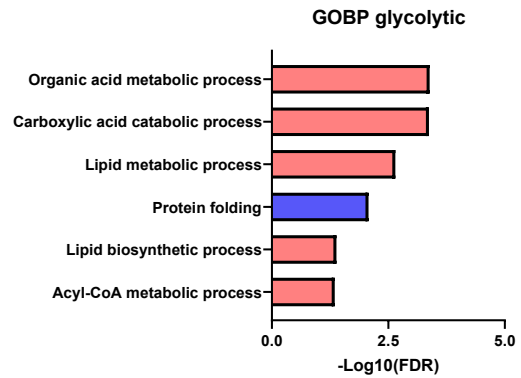 GOBP glycolytic
Organic acid metabolic process
Carboxylic acid catabolic process
Lipid metabolic process
Protein folding
Lipid biosynthetic process
Acyl-CoA metabolic process
0.0 2.5 5.0
-Log10(FDR)